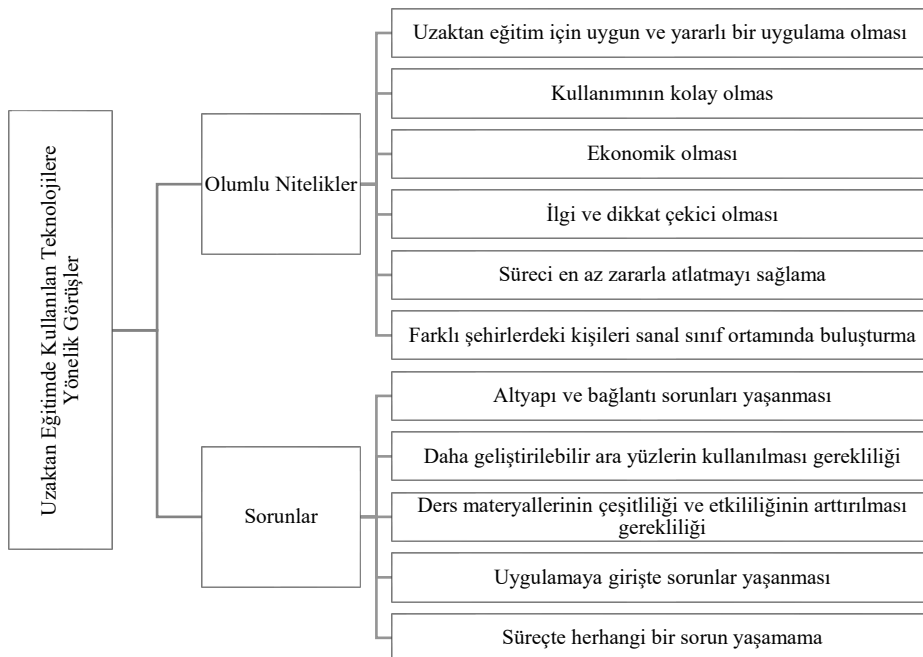 Uzaktan Eğitimde Kullanılan Teknolojilere
Yönelik Görüşler
Olumlu Nitelikler
Uzaktan eğitim için uygun ve yararlı bir uygulama olması
Kullanımının kolay olmas
Ekonomik olması
İlgi ve dikkat çekici olması
Süreci en az zararla atlatmayı sağlama
Farklı şehirlerdeki kişileri sanal sınıf ortamında buluşturma
Sorunlar
Altyapı ve bağlantı sorunları yaşanması
Daha geliştirilebilir ara yüzlerin kullanılması gerekliliği
Ders materyallerinin çeşitliliği ve etkililiğinin arttırılması
gerekliliği
Uygulamaya girişte sorunlar yaşanması
Süreçte herhangi bir sorun yaşamama